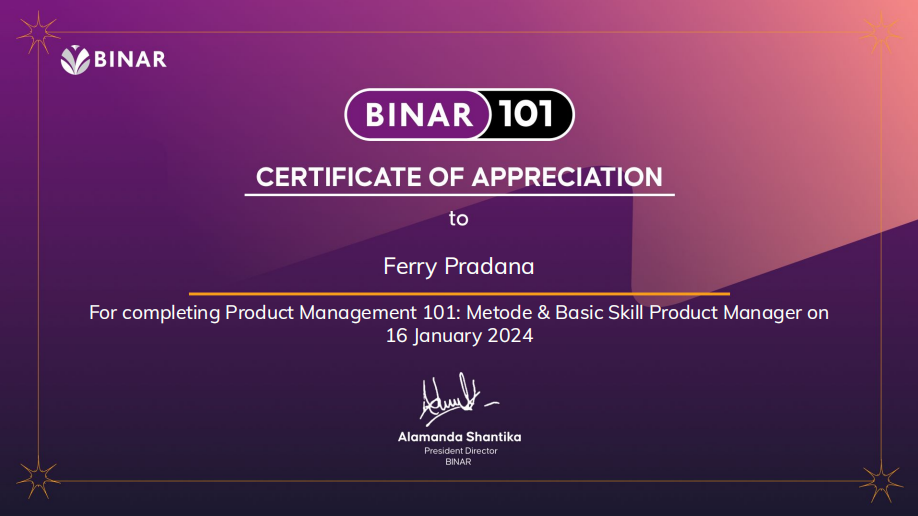 BINAR
BINAR 101
CERTIFICATE OF APPRECIATION
to
Ferry Pradana
For completing Product Management 101: Metode & Basic Skill Product Manager on
16 January 2024
Alamanda Shantika
President Director
BINAR